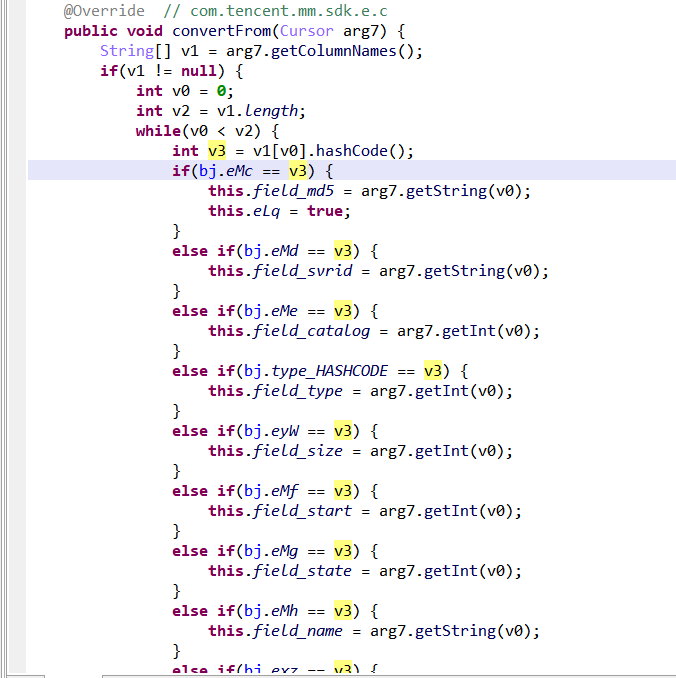 @Override  // com.tencent.mm.sdk.e.c
public void convertFrom(Cursor arg7) {
    String[] v1 = arg7.getColumnNames();
    if(v1 != null) {
        int v0 = 0;
        int v2 = v1.length;
        while(v0 < v2) {
            int v3 = v1[v0].hashCode();
            if(bj.eMc == v3) {
                this.field_md5 = arg7.getString(v0);
                this.eLq = true;
            }
            else if(bj.eMd == v3) {
                this.field_svrid = arg7.getString(v0);
            }
            else if(bj.eMe == v3) {
                this.field_catalog = arg7.getInt(v0);
            }
            else if(bj.type_HASHCODE == v3) {
                this.field_type = arg7.getInt(v0);
            }
            else if(bj.eyW == v3) {
                this.field_size = arg7.getInt(v0);
            }
            else if(bj.eMf == v3) {
                this.field_start = arg7.getInt(v0);
            }
            else if(bj.eMg == v3) {
                this.field_state = arg7.getInt(v0);
            }
            else if(bj.eMh == v3) {
                this.field_name = arg7.getString(v0);
            }
            else if(bj.exz == v3) {